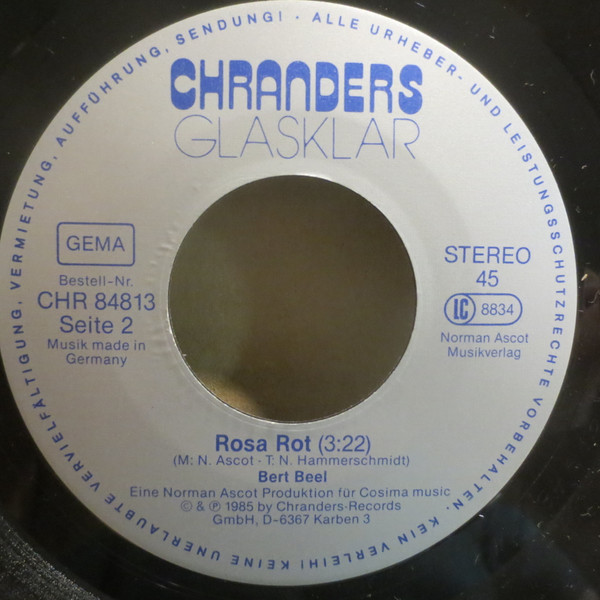 ALLE URHEBER- UND LEISTUNGSSCHUTZRECHTE VORBEHALTEN. KEIN VERLEIH! KEINE UNERLAUBTE VERVIELFÄLTIGUNG, VERMIETUNG, AUFFÜHRUNG, SENDUNG! ·
CHRANDERS
GLASKLAR
GEMA
Bestell-Nr.
CHR 84813
Seite 2
Musik made in
Germany
STEREO
45
LC 8834
Norman Ascot
Musikverlag
Rosa Rot (3:22)
(M: N. Ascot - T: N. Hammerschmidt)
Bert Beel
Eine Norman Ascot Produktion für Cosima music
© & ℗ 1985 by Chranders-Records
GmbH, D-6367 Karben 3